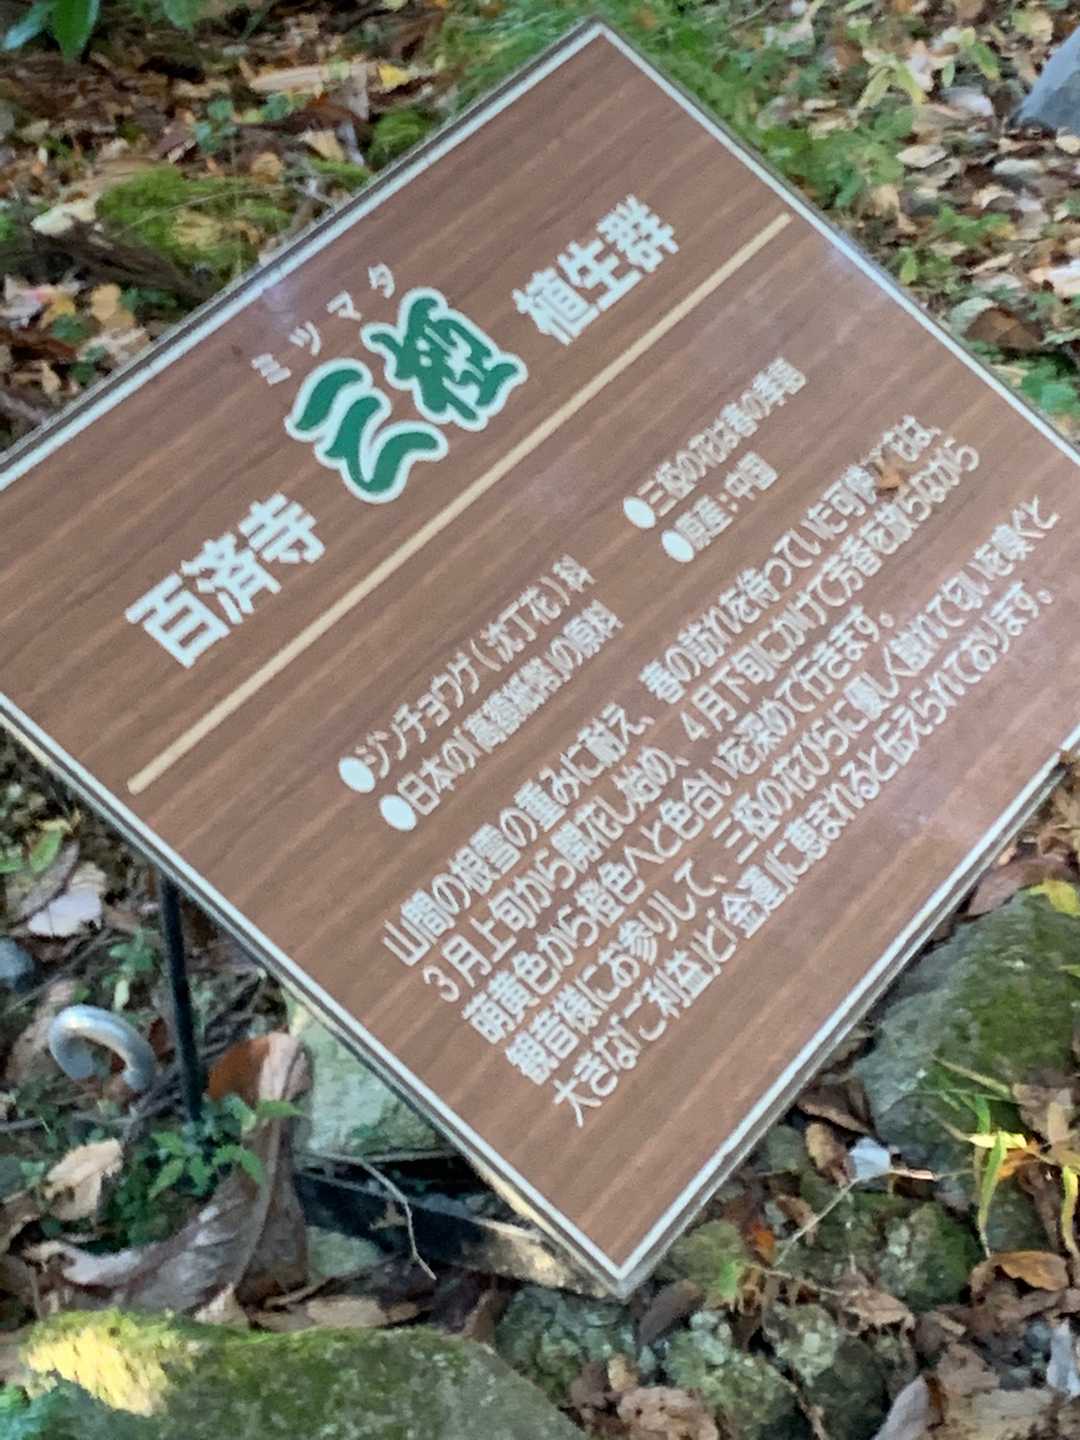 ミツマタ
百済寺 三椏 植生群
●ジンチョウゲ(沈丁花)科 ●三椏の花は春の季語
●日本の「高級紙幣」の原料 ●原産:中国
山間の根雪の重みに耐え、春の訪れを待っていた可憐な花は、
3月上旬から開花し始め、4月下旬にかけて芳香を放ちながら
萌黄色から橙色へと色合いを深めて行きます。
観音様にお参りして、三椏の花びらに優しく触れて匂いを嗅ぐと
大きな「ご利益」と「金運」に恵まれると伝えられております。